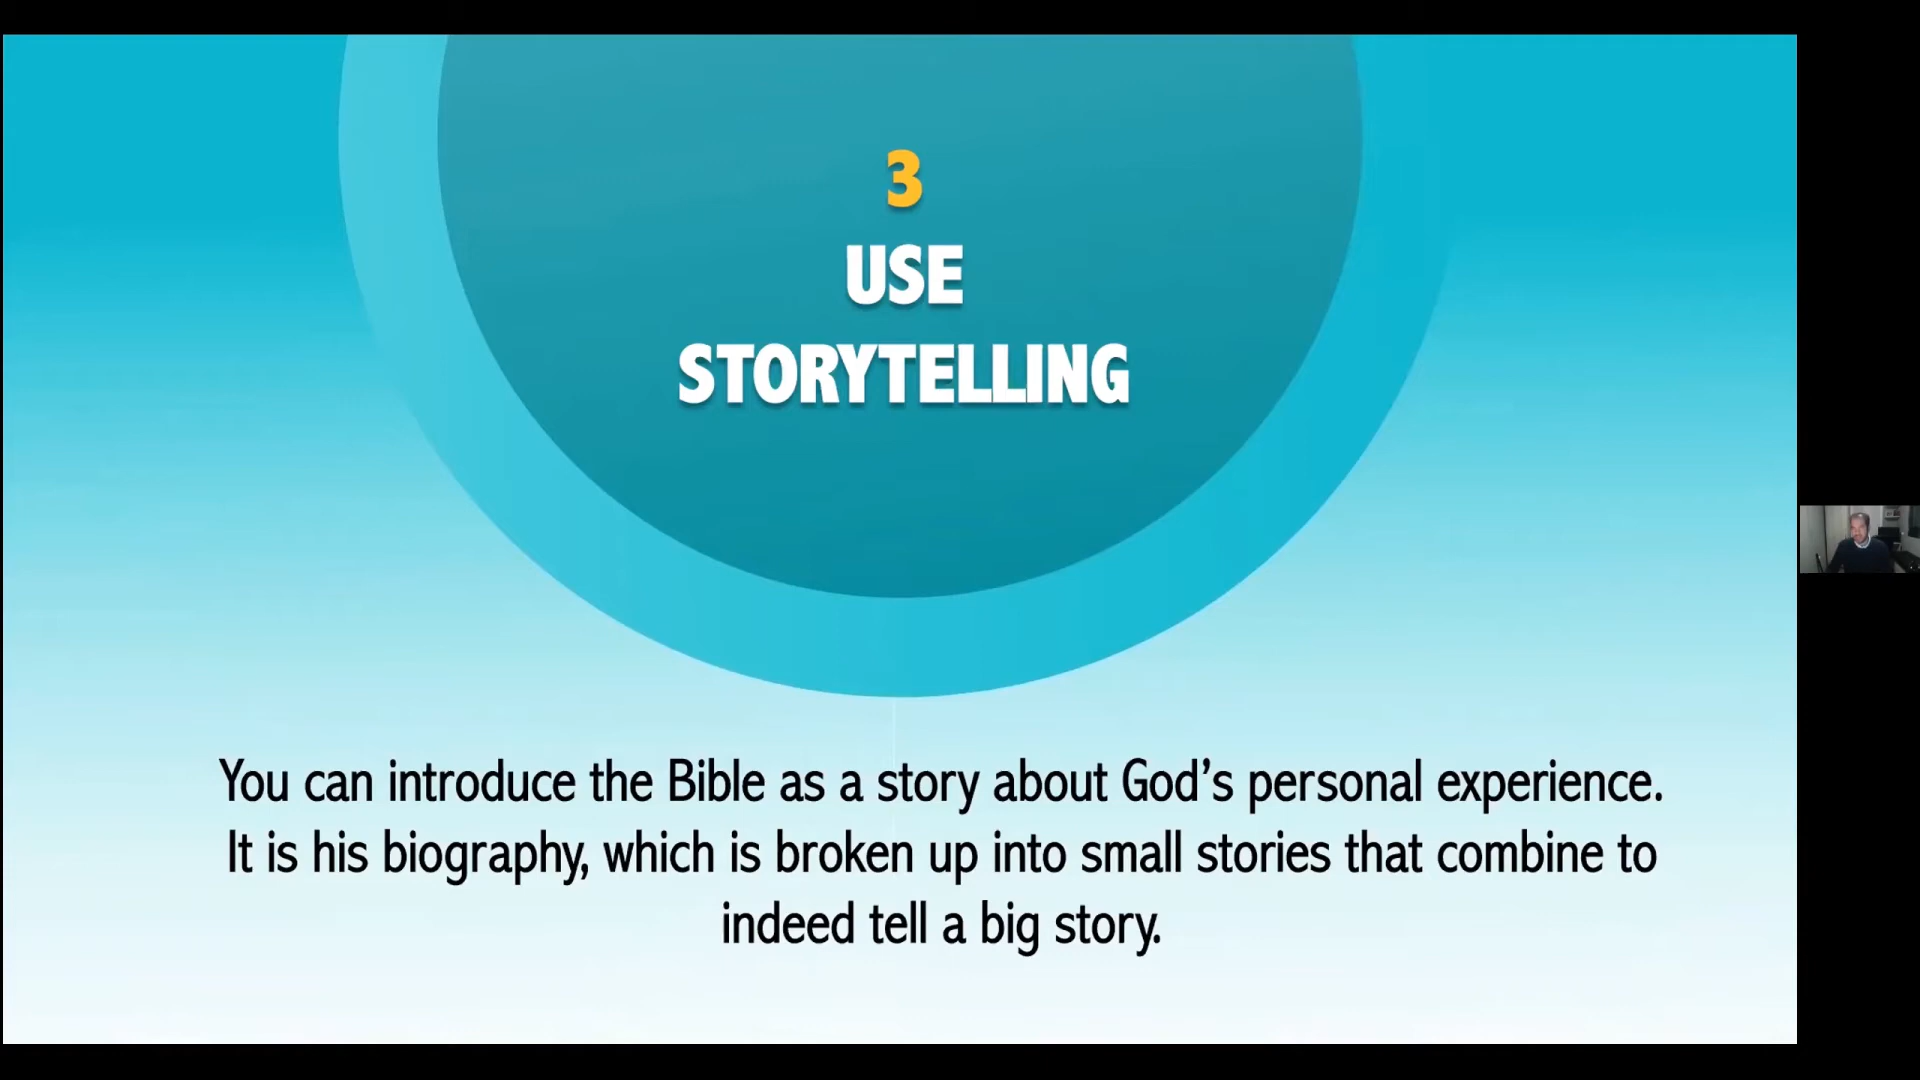 3
USE
STORYTELLING
You can introduce the Bible as a story about God’s personal experience.
It is his biography, which is broken up into small stories that combine to
indeed tell a big story.